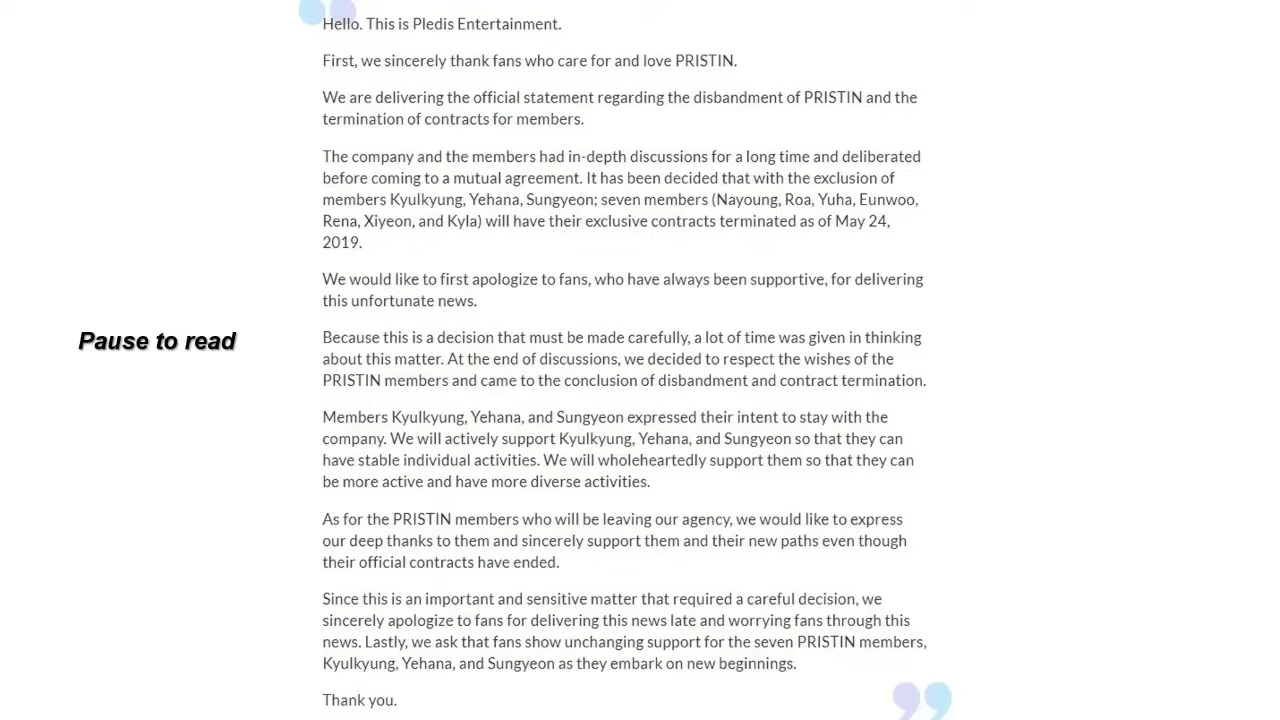 Hello. This is Pledis Entertainment.
First, we sincerely thank fans who care for and love PRISTIN.
We are delivering the official statement regarding the disbandment of PRISTIN and the
termination of contracts for members.
The company and the members had in-depth discussions for a long time and deliberated
before coming to a mutual agreement. It has been decided that with the exclusion of
members Kyulkyung, Yehana, Sungyeon; seven members (Nayoung, Roa, Yuha, Eunwoo,
Rena, Xiyeon, and Kyla) will have their exclusive contracts terminated as of May 24,
2019.
We would like to first apologize to fans, who have always been supportive, for delivering
this unfortunate news.
Pause to read
Because this is a decision that must be made carefully, a lot of time was given in thinking
about this matter. At the end of discussions, we decided to respect the wishes of the
PRISTIN members and came to the conclusion of disbandment and contract termination.
Members Kyulkyung, Yehana, and Sungyeon expressed their intent to stay with the
company. We will actively support Kyulkyung, Yehana, and Sungyeon so that they can
have stable individual activities. We will wholeheartedly support them so that they can
be more active and have more diverse activities.
As for the PRISTIN members who will be leaving our agency, we would like to express
our deep thanks to them and sincerely support them and their new paths even though
their official contracts have ended.
Since this is an important and sensitive matter that required a careful decision, we
sincerely apologize to fans for delivering this news late and worrying fans through this
news. Lastly, we ask that fans show unchanging support for the seven PRISTIN members,
Kyulkyung, Yehana, and Sungyeon as they embark on new beginnings.
Thank you.